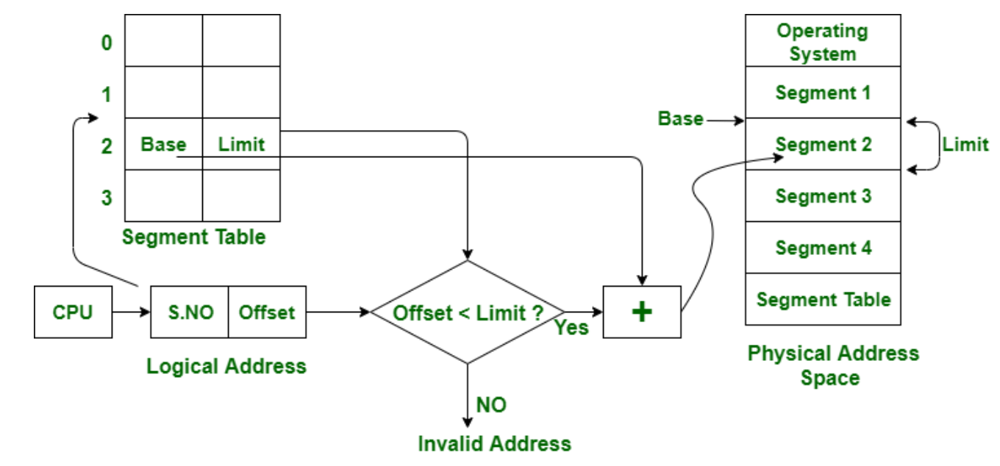 0
1
2
3
Base
Limit
Segment Table
CPU
S.NO
Offset
Logical Address
Offset < Limit ?
Yes
NO
Invalid Address
+
Operating
System
Segment 1
Base
Segment 2
Limit
Segment 3
Segment 4
Segment Table
Physical Address
Space